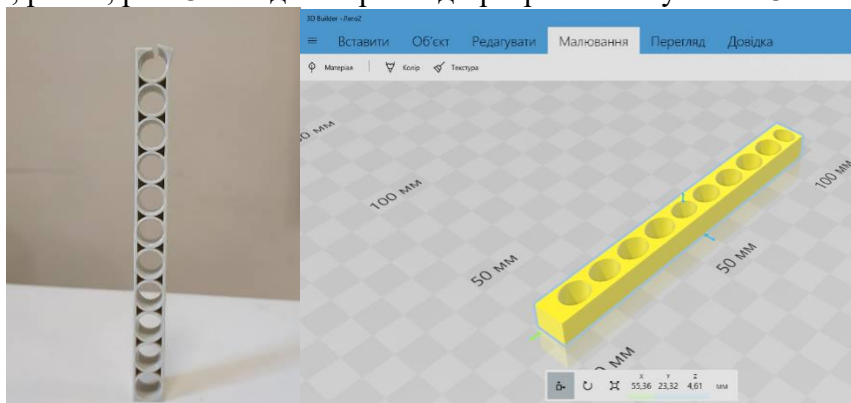 3D Builder - Лего2
Вставити Об'єкт Редагувати Малювання Перегляд Довідка
Матеріал Колір Текстура
100 мм
50 мм
50 мм
100 мм
X Y Z
55,36 23,32 4,61 мм